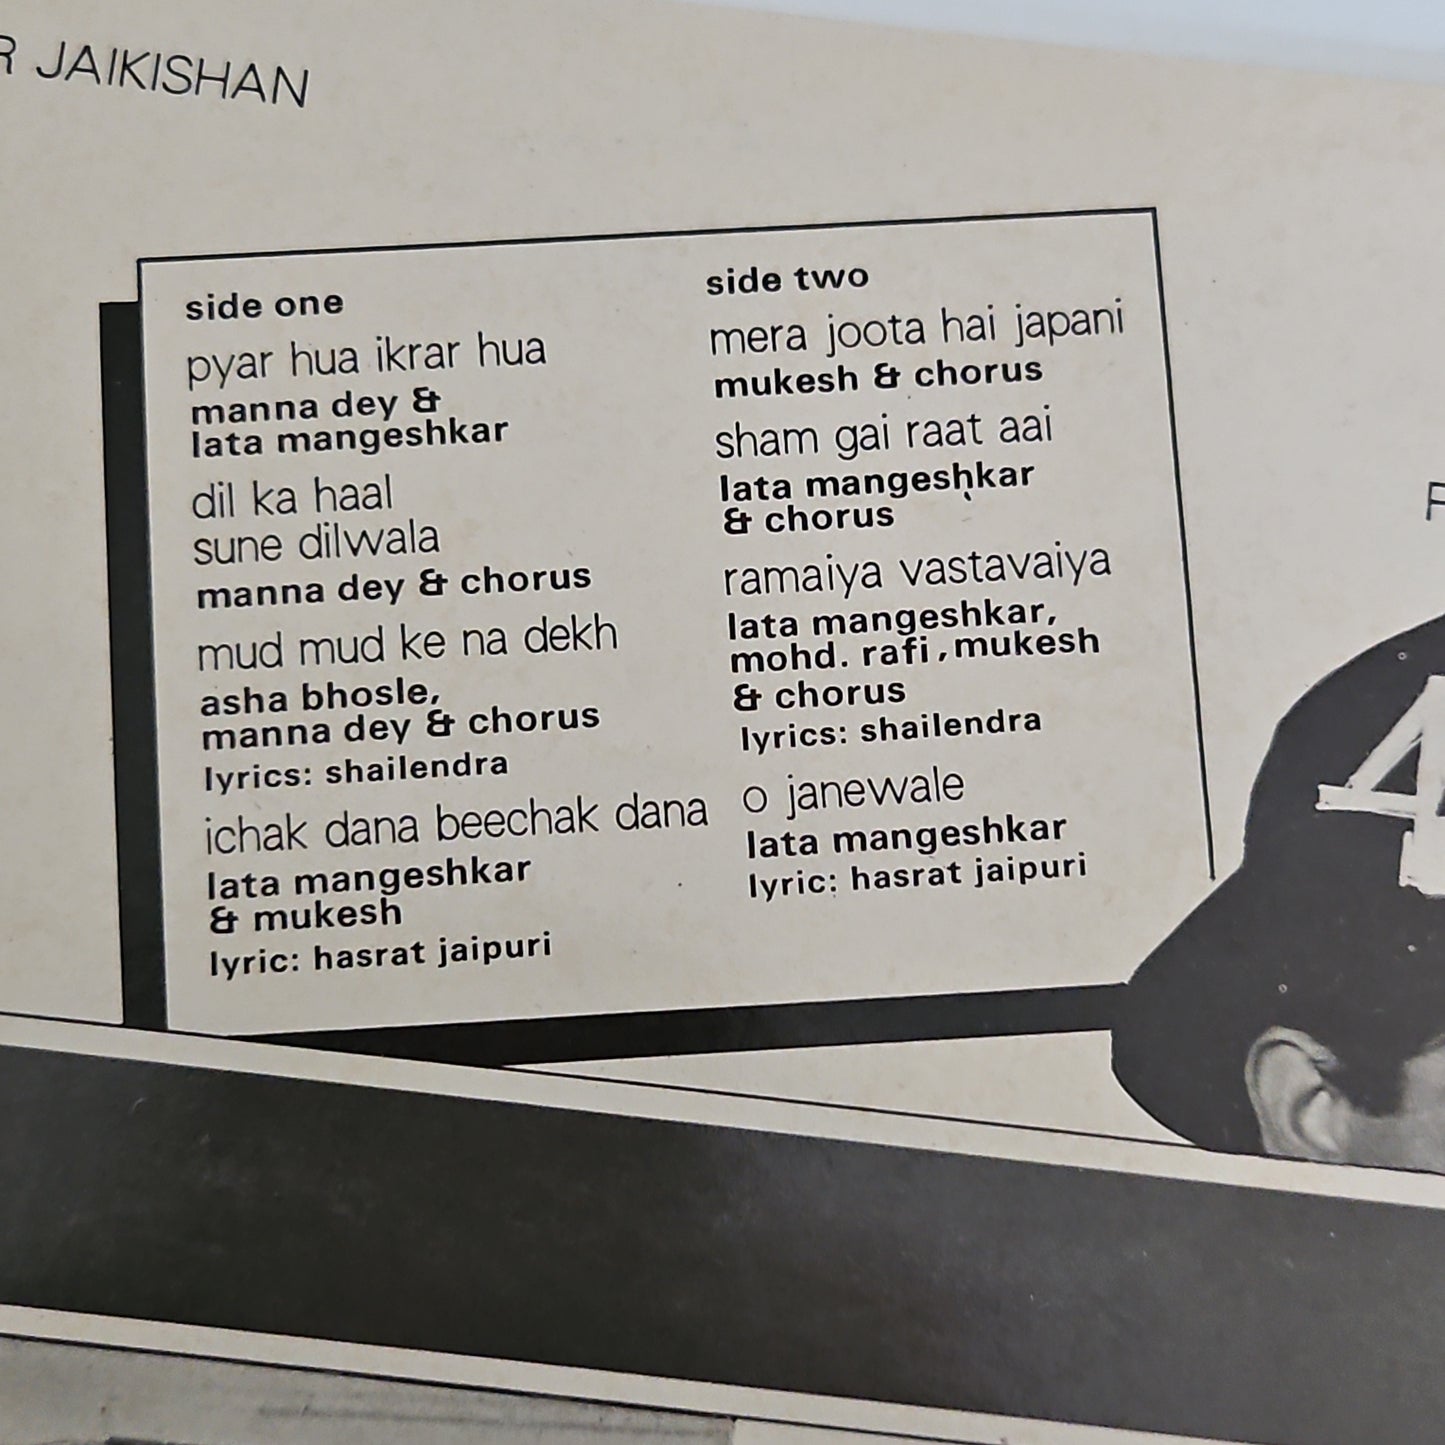 JAIKISHAN
side one
pyar hua ikrar hua
manna dey &
lata mangeshkar
dil ka haal
sune dilwala
manna dey & chorus
mud mud ke na dekh
asha bhosle,
manna dey & chorus
lyrics: shailendra
ichak dana beechak dana
lata mangeshkar
& mukesh
lyric: hasrat jaipuri
side two
mera joota hai japani
mukesh & chorus
sham gai raat aai
lata mangeshkar
& chorus
ramaiya vastavaiya
lata mangeshkar,
mohd. rafi, mukesh
& chorus
lyrics: shailendra
o janewale
lata mangeshkar
lyric: hasrat jaipuri
4